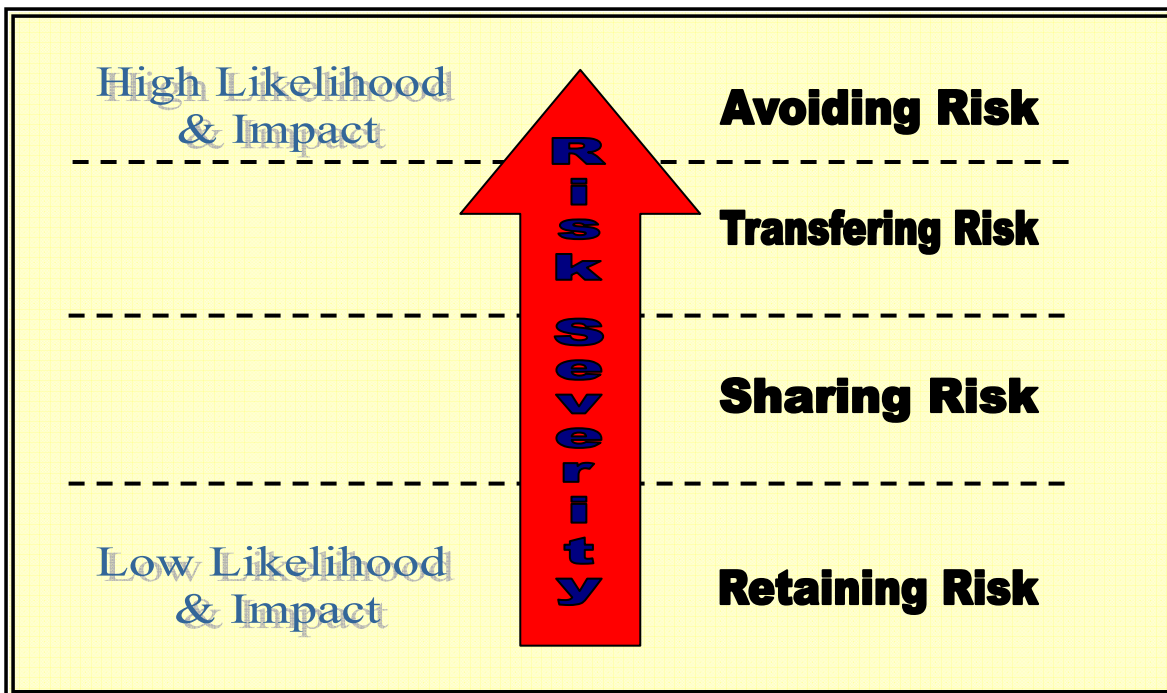 High Likelihood
& Impact
Avoiding Risk
Transfering Risk
Risk Severity
Sharing Risk
Low Likelihood
& Impact
Retaining Risk